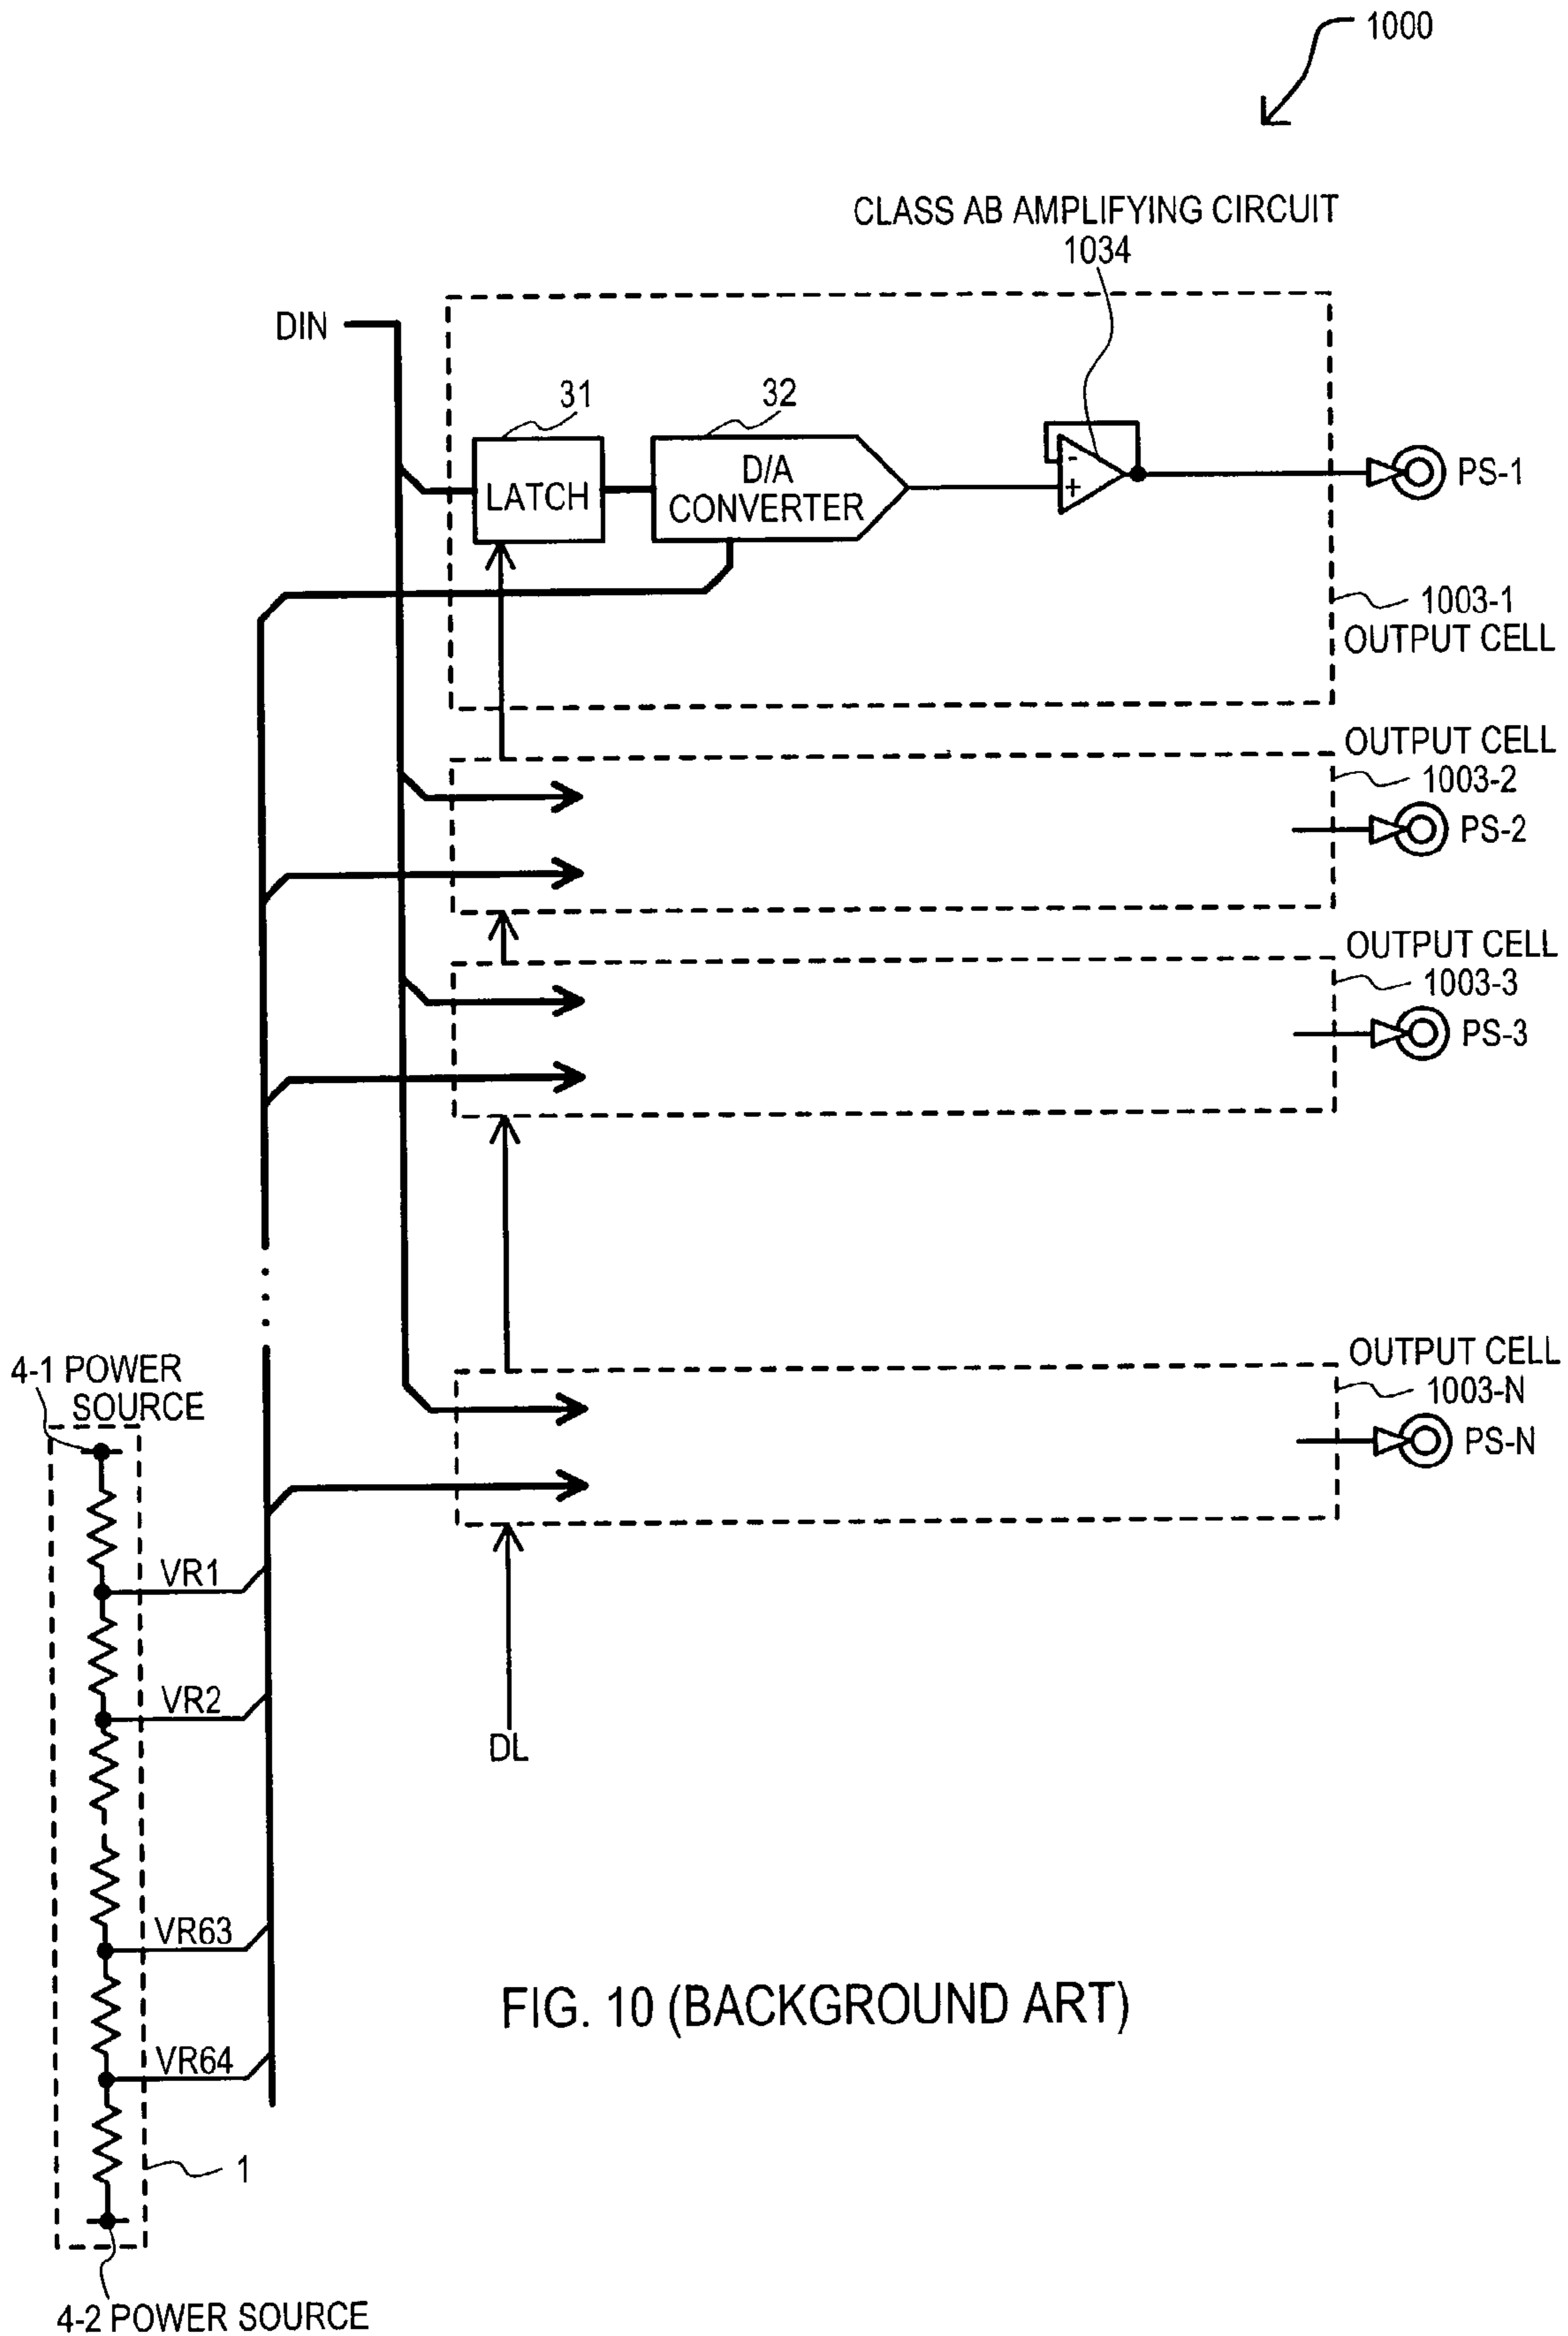 1000
CLASS AB AMPLIFYING CIRCUIT
1034
DIN
31
32
LATCH
D/A
CONVERTER
-
+
PS-1
1003-1
OUTPUT CELL
OUTPUT CELL
1003-2
PS-2
OUTPUT CELL
1003-3
PS-3
4-1 POWER
SOURCE
OUTPUT CELL
1003-N
PS-N
VR1
VR2
DL
VR63
VR64
FIG. 10 (BACKGROUND ART)
1
4-2 POWER SOURCE